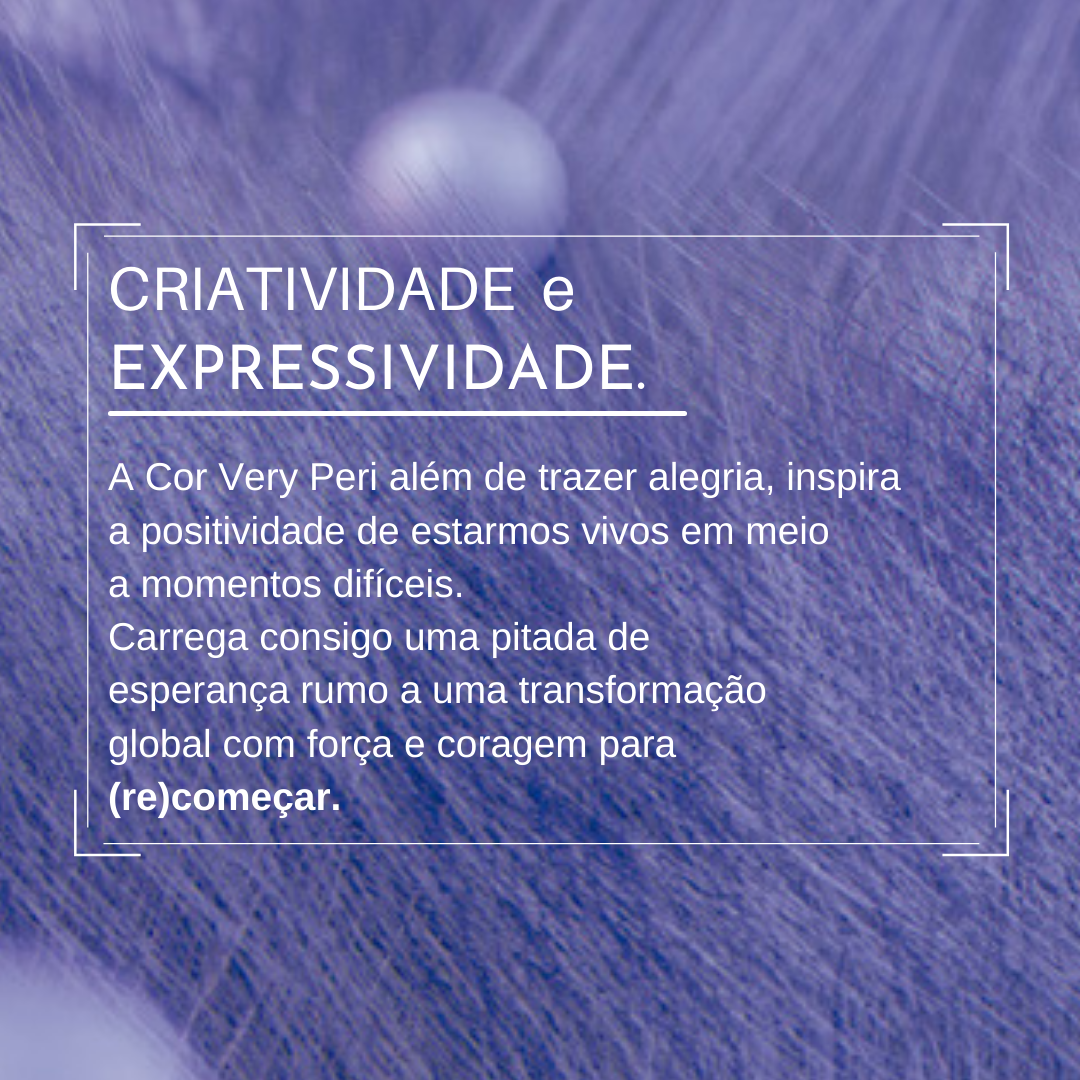 CRIATIVIDADE e
EXPRESSIVIDADE.
A Cor Very Peri além de trazer alegria, inspira
a positividade de estarmos vivos em meio
a momentos difíceis.
Carrega consigo uma pitada de
esperança rumo a uma transformação
global com força e coragem para
(re)começar.